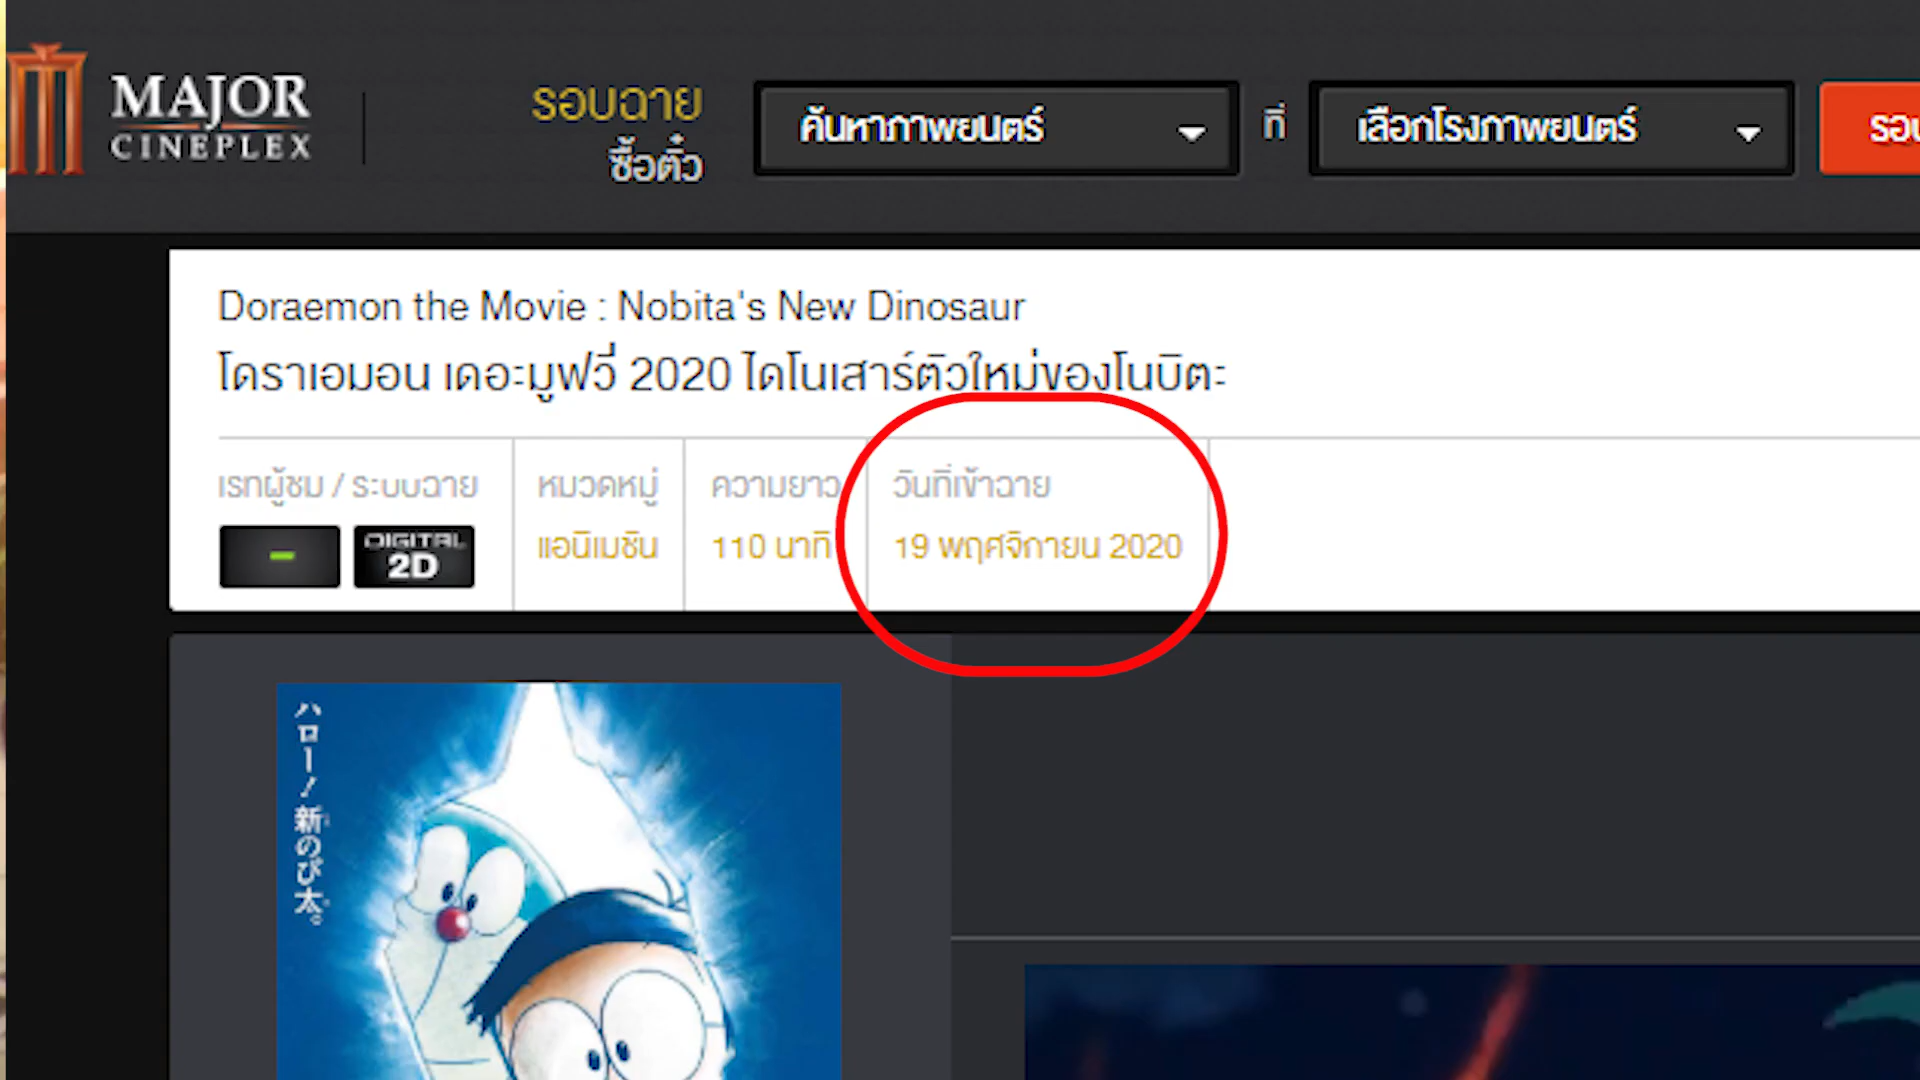 MAJOR
CINEPLEX
รอบฉาย
ซื้อตั๋ว
ค้นหาภาพยนตร์
ที่
เลือกโรงภาพยนตร์
Doraemon the Movie : Nobita's New Dinosaur
โดราเอมอน เดอะมูฟวี่ 2020 ไดโนเสาร์ตัวใหม่ของโนบิตะ
เรทผู้ชม / ระบบฉาย
หมวดหมู่
ความยาว
วันที่เข้าฉาย
-
DIGITAL
2D
แอนิเมชัน
110 นาที
19 พฤศจิกายน 2020
ハロー! 新のび太。